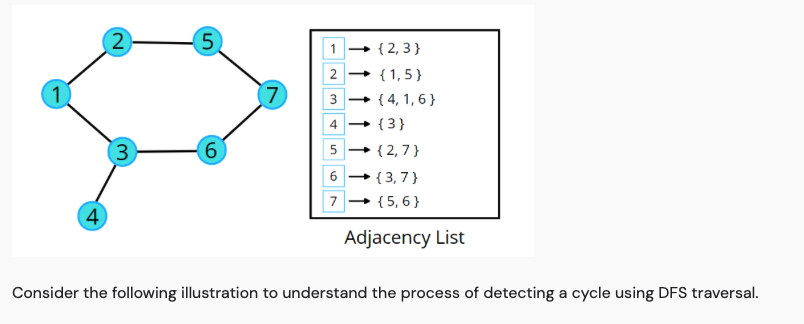 2 5
1 7
3 6
4
1 → {2, 3}
2 → {1, 5}
3 → {4, 1, 6}
4 → {3}
5 → {2, 7}
6 → {3, 7}
7 → {5, 6}
Adjacency List
Consider the following illustration to understand the process of detecting a cycle using DFS traversal.